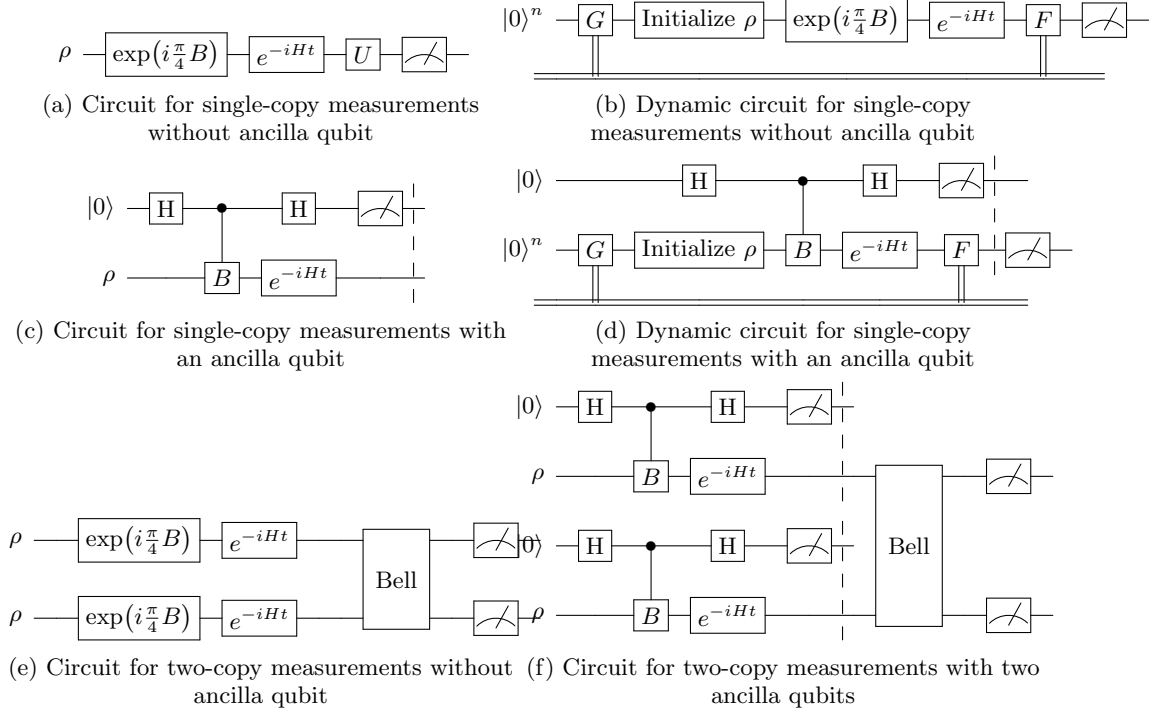 ρ exp(i π/4 B) e^{-iHt} U
(a) Circuit for single-copy measurements
without ancilla qubit
|0⟩^n G Initialize ρ exp(i π/4 B) e^{-iHt} F
(b) Dynamic circuit for single-copy
measurements without ancilla qubit
|0⟩ H H
ρ B e^{-iHt}
(c) Circuit for single-copy measurements with
an ancilla qubit
|0⟩ H H
|0⟩^n G Initialize ρ B e^{-iHt} F
(d) Dynamic circuit for single-copy
measurements with an ancilla qubit
ρ exp(i π/4 B) e^{-iHt}
Bell
ρ exp(i π/4 B) e^{-iHt}
(e) Circuit for two-copy measurements without
ancilla qubit
|0⟩ H H
ρ B e^{-iHt}
|0⟩ H H
Bell
ρ B e^{-iHt}
(f) Circuit for two-copy measurements with two
ancilla qubits